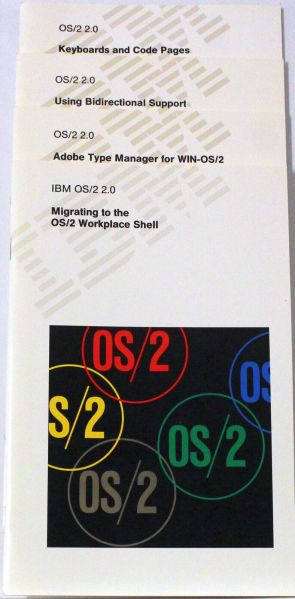 OS/2 2.0
Keyboards and Code Pages
OS/2 2.0
Using Bidirectional Support
OS/2 2.0
Adobe Type Manager for WIN-OS/2
IBM OS/2 2.0
Migrating to the
OS/2 Workplace Shell
OS/2
OS
S/2
OS/2
OS/2